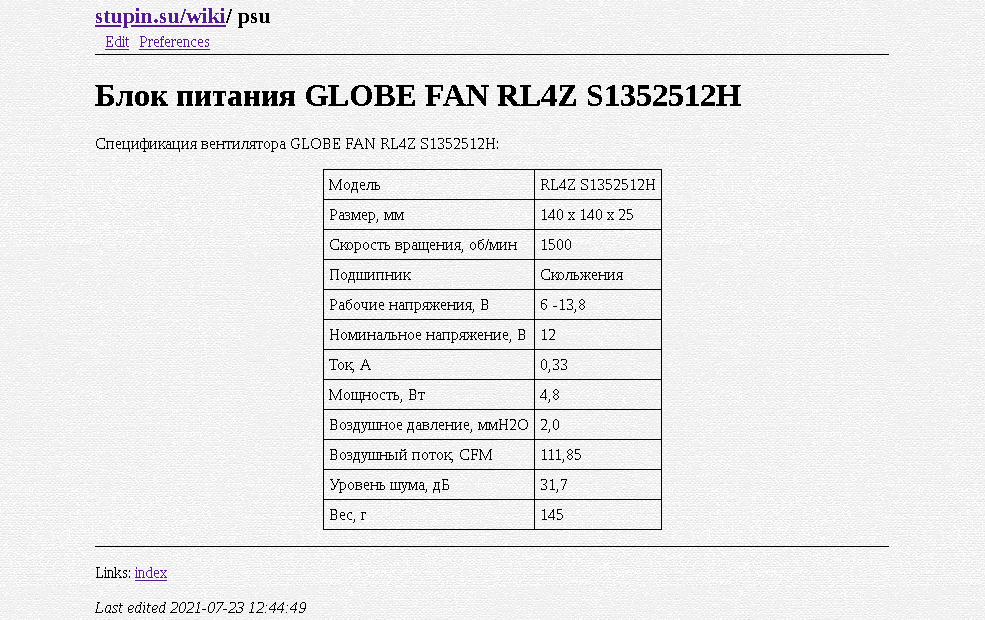 stupin.su/wiki/ psu
Edit Preferences
Блок питания GLOBE FAN RL4Z S1352512H
Спецификация вентилятора GLOBE FAN RL4Z S1352512H:
Модель RL4Z S1352512H
Размер, мм 140 x 140 x 25
Скорость вращения, об/мин 1500
Подшипник Скольжения
Рабочие напряжения, В 6 -13,8
Номинальное напряжение, В 12
Ток, А 0,33
Мощность, Вт 4,8
Воздушное давление, ммH2O 2,0
Воздушный поток, CFM 111,85
Уровень шума, дБ 31,7
Вес, г 145
Links: index
Last edited 2021-07-23 12:44:49